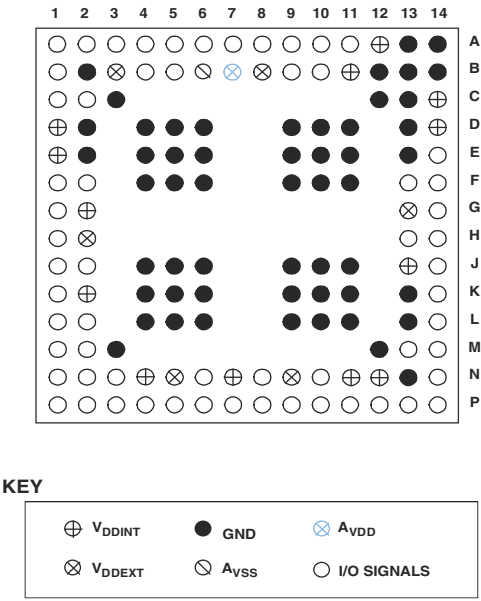 1 2 3 4 5 6 7 8 9 10 11 12 13 14
A
B
C
D
E
F
G
H
J
K
L
M
N
P
KEY
VDDINT GND AVDD
VDDEXT AVSS I/O SIGNALS